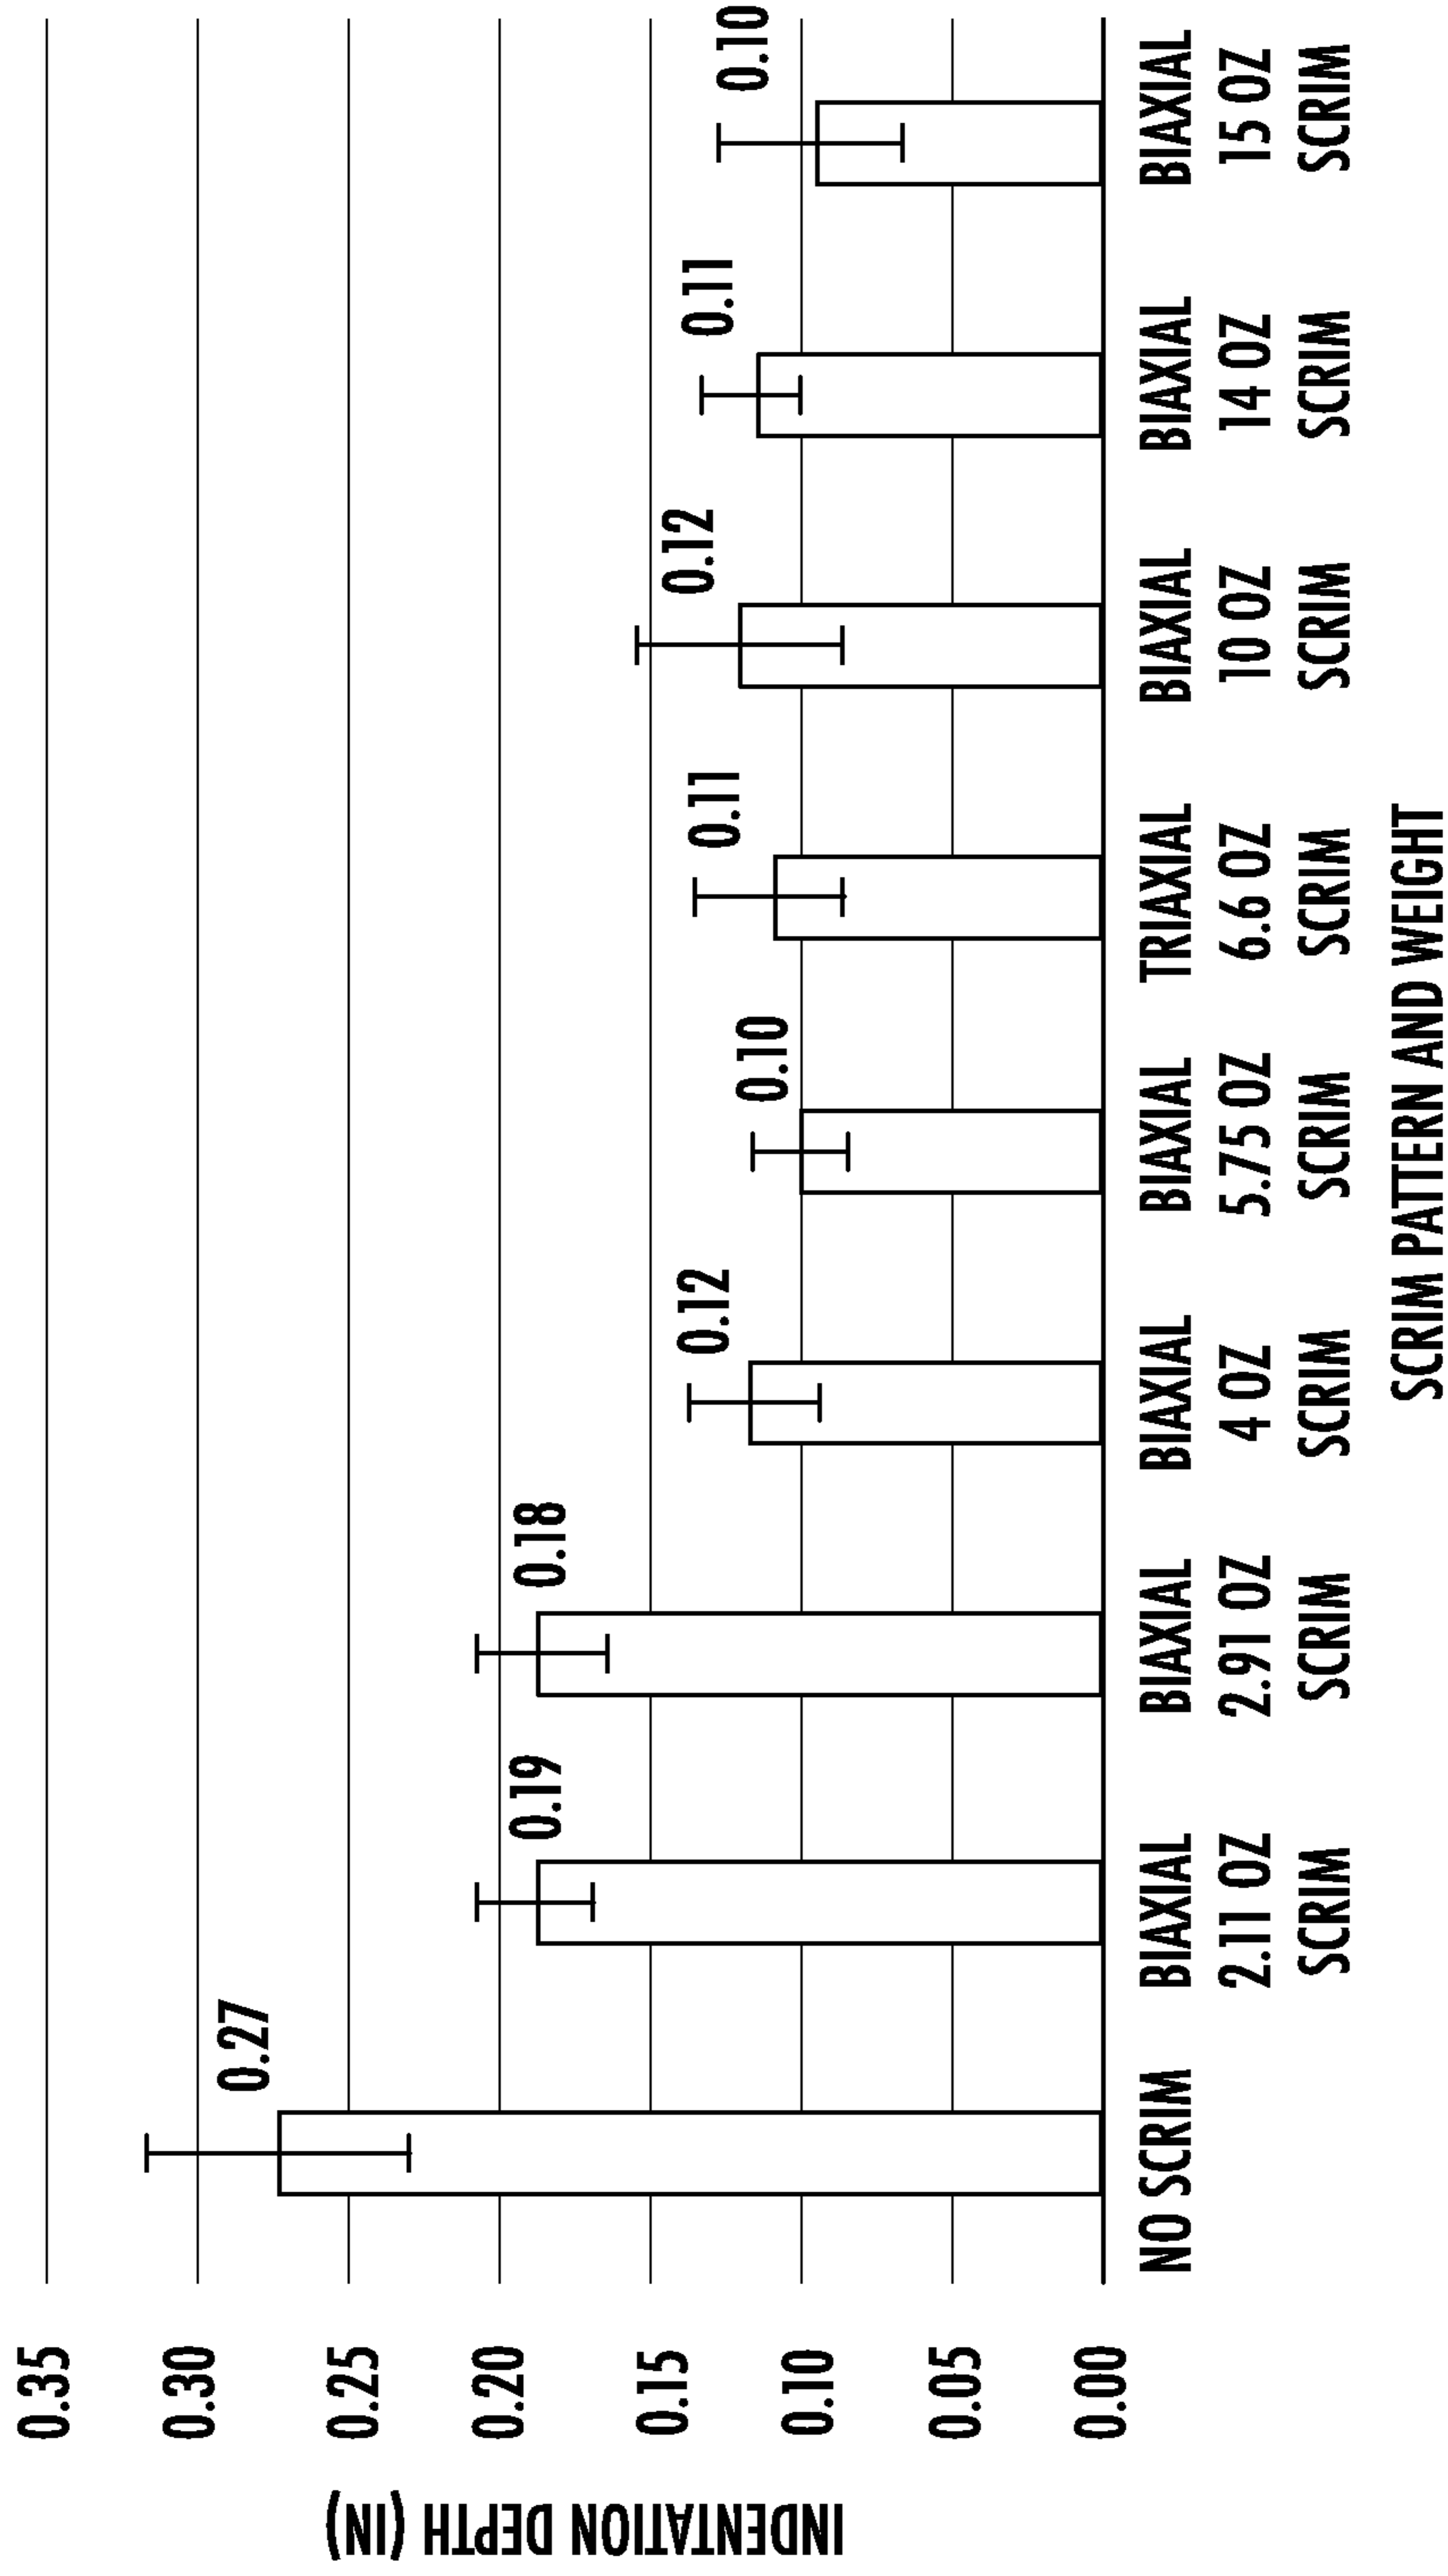 INDENTATION DEPTH (IN)
0.35
0.30
0.25
0.20
0.15
0.10
0.05
0.00
0.27
0.19
0.18
0.12
0.10
0.11
0.12
0.11
0.10
NO SCRIM
BIAXIAL
2.11 OZ
SCRIM
BIAXIAL
2.91 OZ
SCRIM
BIAXIAL
4 OZ
SCRIM
BIAXIAL
5.75 OZ
SCRIM
TRIAXIAL
6.6 OZ
SCRIM
BIAXIAL
10 OZ
SCRIM
BIAXIAL
14 OZ
SCRIM
BIAXIAL
15 OZ
SCRIM
SCRIM PATTERN AND WEIGHT